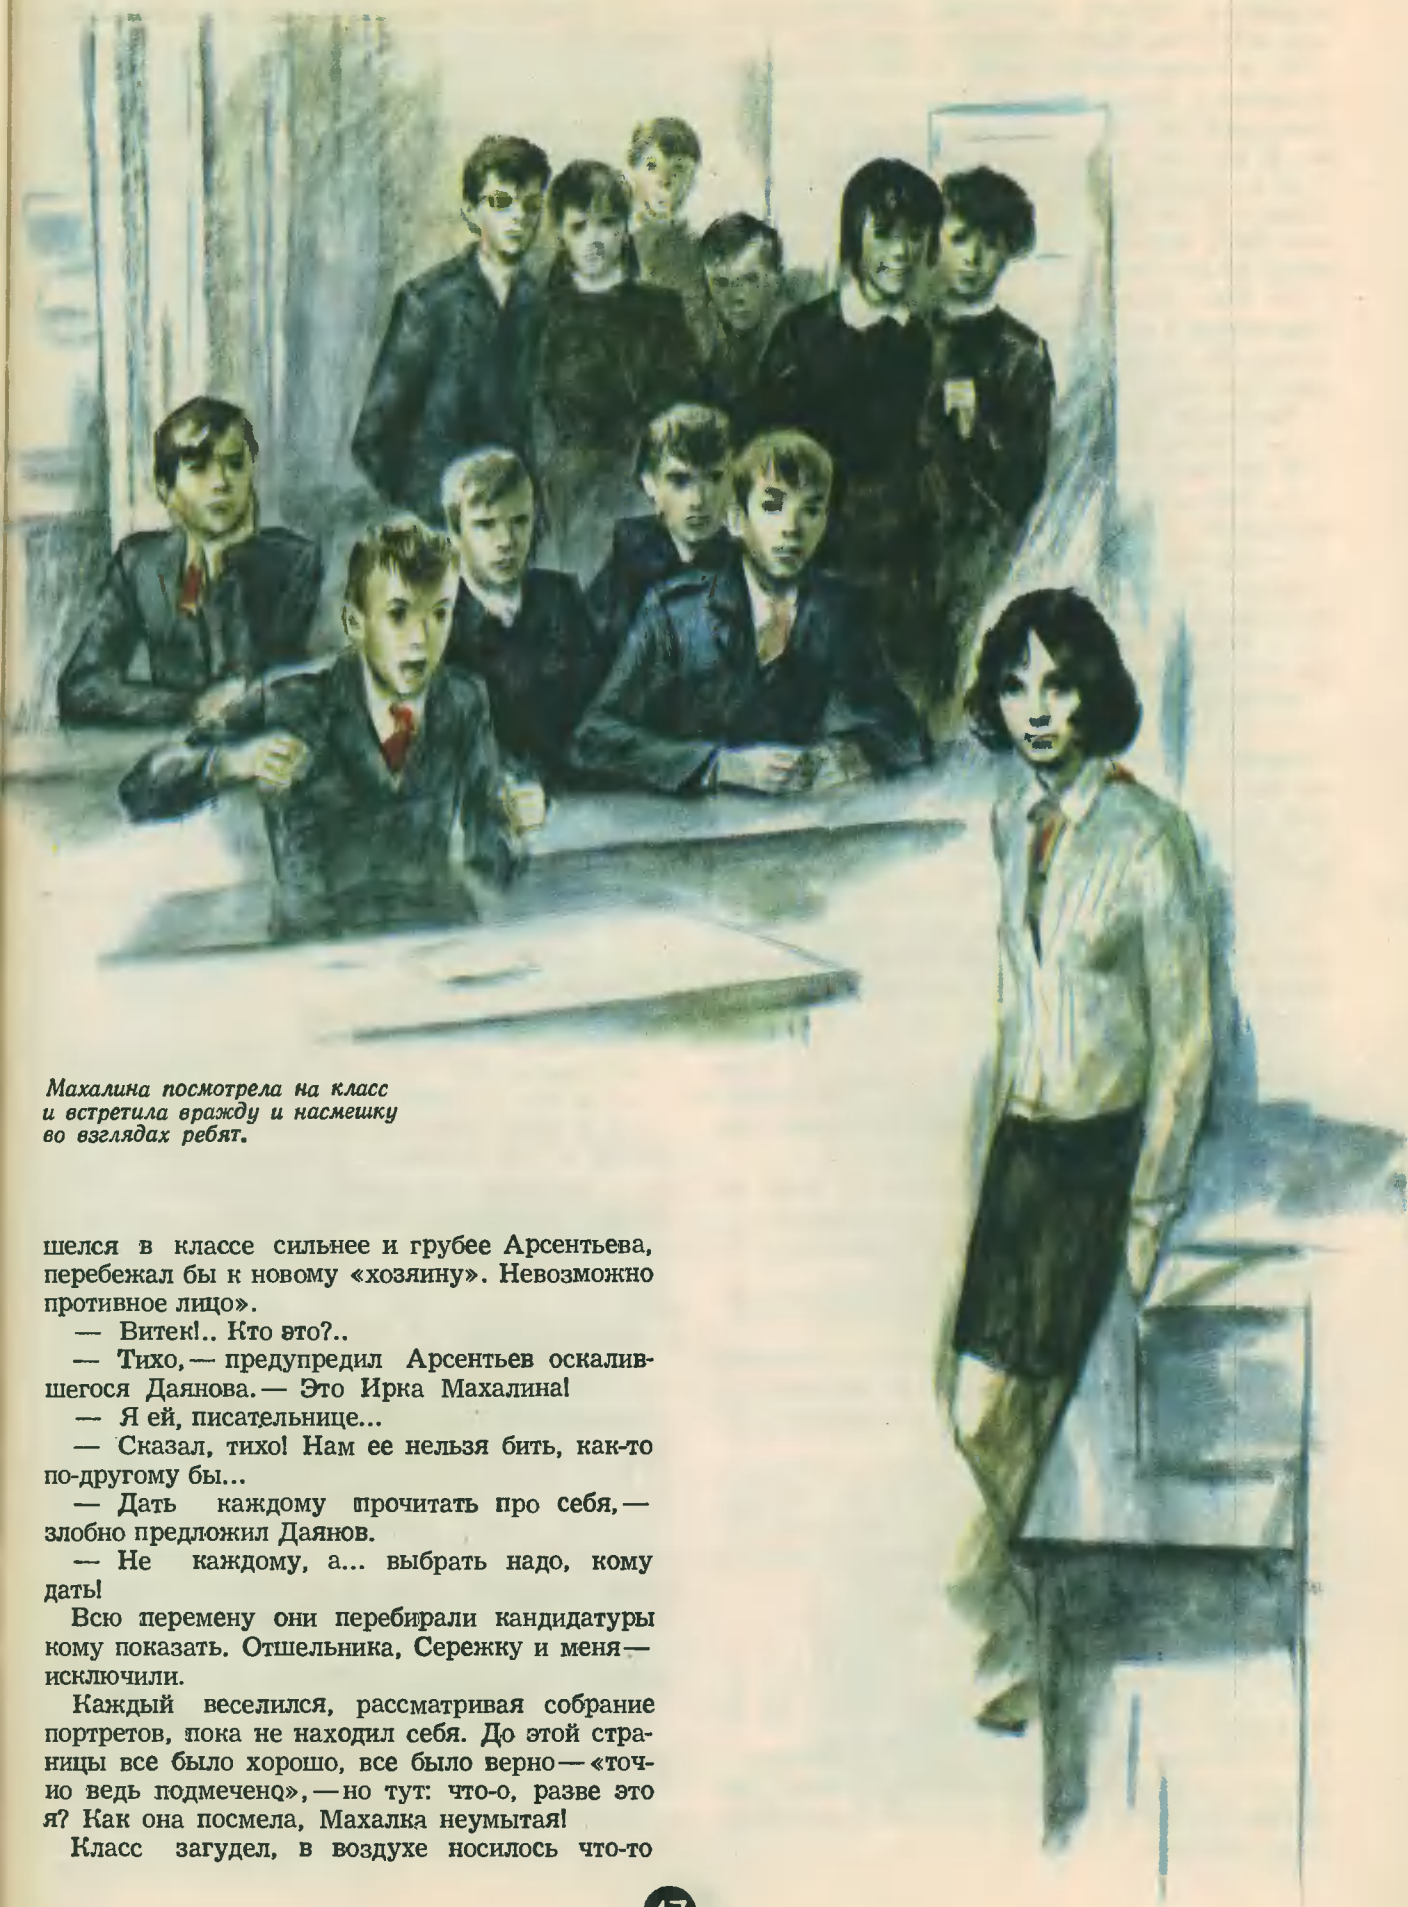 Махалина посмотрела на класс
и встретила вражду и насмешку
во взглядах ребят.
шелся в классе сильнее и грубее Арсентьева,
перебежал бы к новому «хозяину». Невозможно
противное лицо».
— Витек!.. Кто это?..
— Тихо,— предупредил Арсентьев оскалив-
шегося Даянова.— Это Ирка Махалина!
— Я ей, писательнице...
— Сказал, тихо! Нам ее нельзя бить, как-то
по-другому бы...
— Дать каждому прочитать про себя,—
злобно предложил Даянов.
— Не каждому, а... выбрать надо, кому
дать!
Всю перемену они перебирали кандидатуры
кому показать. Отшельника, Сережку и меня—
исключили.
Каждый веселился, рассматривая собрание
портретов, пока не находил себя. До этой стра-
ницы все было хорошо, все было верно— «точ-
но ведь подмечено»,— но тут: что-о, разве это
я? Как она посмела, Махалка неумытая!
Класс загудел, в воздухе носилось что-то